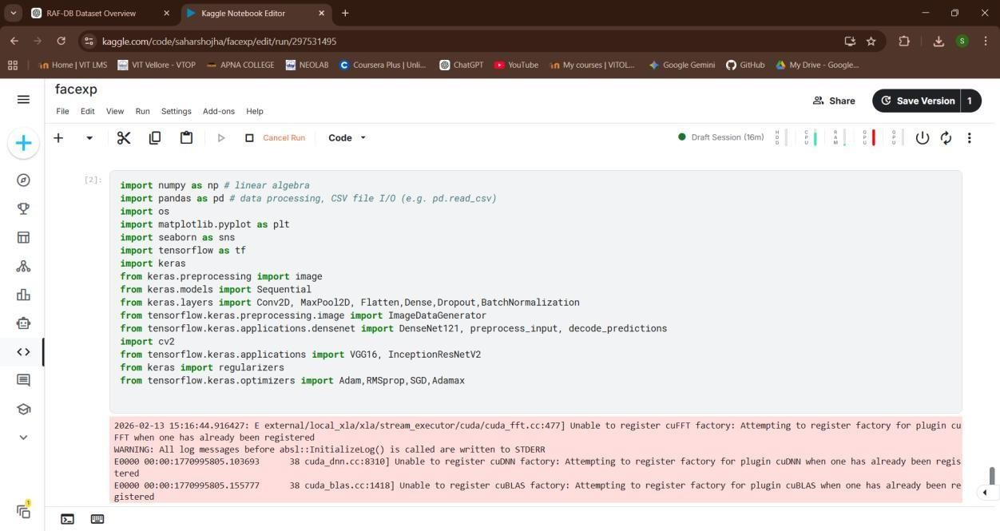 RAF-DB Dataset Overview
Kaggle Notebook Editor
kaggle.com/code/saharshojha/facexp/edit/run/297531495
S
Home | VIT LMS
VIT Vellore - VTOP
APNA COLLEGE
NEOLAB
Coursera Plus | Unli...
ChatGPT
YouTube
My courses | VITOL...
Google Gemini
GitHub
My Drive - Google...
facexp
File Edit View Run Settings Add-ons Help
Share
Save Version 1
Cancel Run
Code
Draft Session (16m)
HDD
CPU
RAM
GPU
GPU
[2]:
import numpy as np # linear algebra
import pandas as pd # data processing, CSV file I/O (e.g. pd.read_csv)
import os
import matplotlib.pyplot as plt
import seaborn as sns
import tensorflow as tf
import keras
from keras.preprocessing import image
from keras.models import Sequential
from keras.layers import Conv2D, MaxPool2D, Flatten,Dense,Dropout,BatchNormalization
from tensorflow.keras.preprocessing.image import ImageDataGenerator
from tensorflow.keras.applications.densenet import DenseNet121, preprocess_input, decode_predictions
import cv2
from tensorflow.keras.applications import VGG16, InceptionResNetV2
from keras import regularizers
from tensorflow.keras.optimizers import Adam,RMSprop,SGD,Adamax
2026-02-13 15:16:44.916427: E external/local_xla/xla/stream_executor/cuda/cuda_fft.cc:477] Unable to register cuFFT factory: Attempting to register factory for plugin cu
FFT when one has already been registered
WARNING: All log messages before absl::InitializeLog() is called are written to STDERR
E0000 00:00:1770995805.103693      38 cuda_dnn.cc:8310] Unable to register cuDNN factory: Attempting to register factory for plugin cuDNN when one has already been regis
tered
E0000 00:00:1770995805.155777      38 cuda_blas.cc:1418] Unable to register cuBLAS factory: Attempting to register factory for plugin cuBLAS when one has already been re
gistered
1